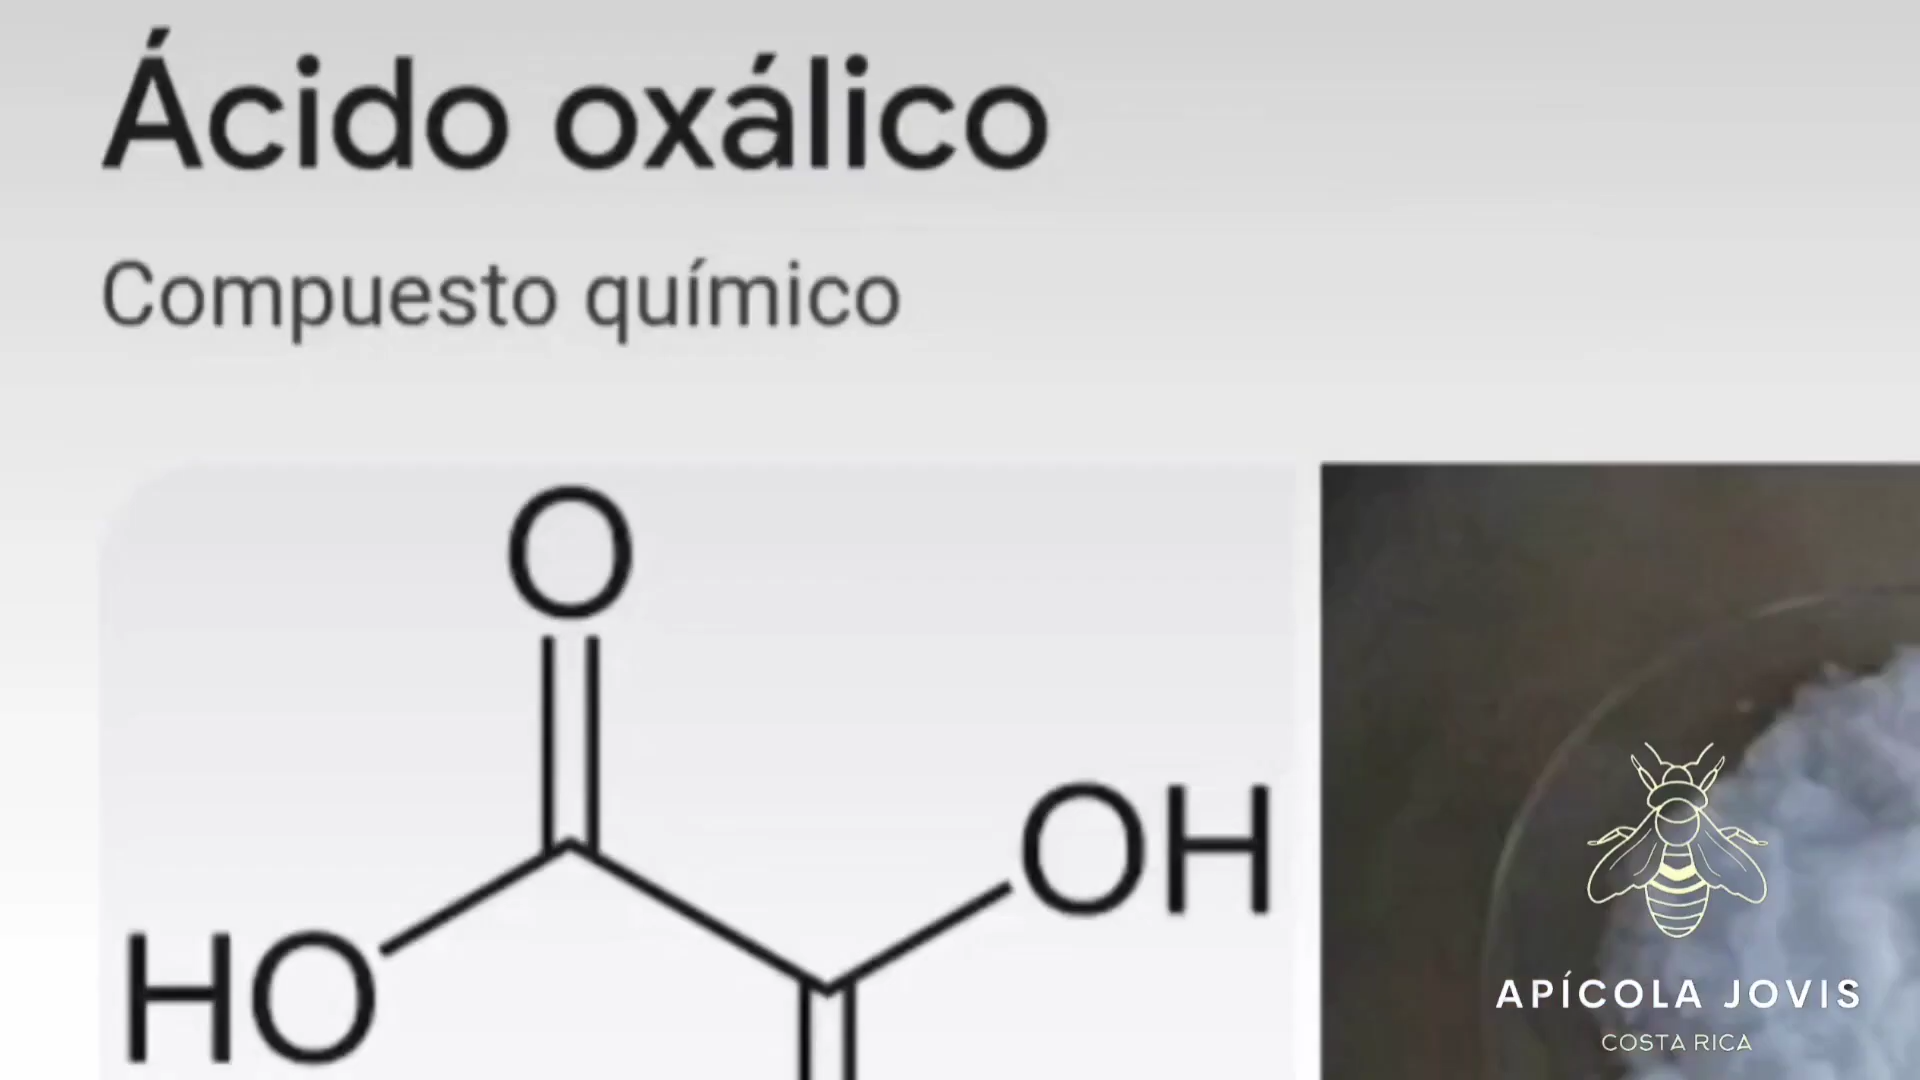 Ácido oxálico
Compuesto químico
O
OH
HO
APÍCOLA JOVIS
COSTA RICA